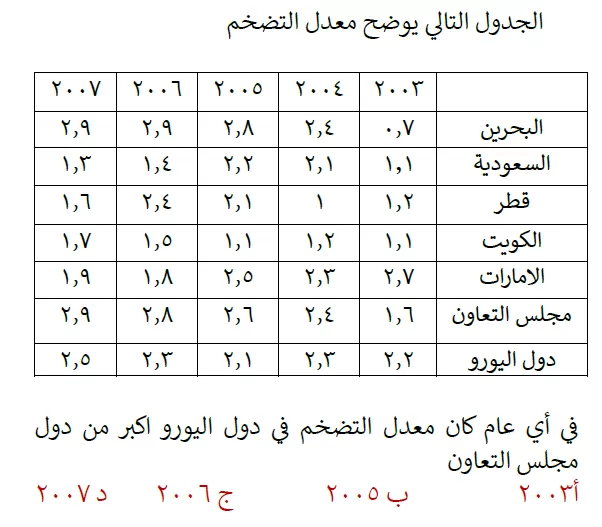 الجدول التالي يوضح معدل التضخم
٢٠٠٣ ٢٠٠٤ ٢٠٠٥ ٢٠٠٦ ٢٠٠٧
البحرين ٠,٧ ٢,٤ ٢,٨ ٢,٩ ٢,٩
السعودية ١,١ ٢,١ ٢,٢ ١,٤ ١,٣
قطر ١,٢ ١ ٢,١ ٢,٤ ١,٦
الكويت ١,١ ١,٢ ١,١ ١,٥ ١,٧
الامارات ٢,٧ ٢,٣ ٢,٥ ١,٨ ١,٩
مجلس التعاون ١,٦ ٢,٤ ٢,٦ ٢,٨ ٢,٩
دول اليورو ٢,٢ ٢,٣ ٢,١ ٢,٣ ٢,٥
في أي عام كان معدل التضخم في دول اليورو اكبر من دول
مجلس التعاون
أ٢٠٠٣ ب ٢٠٠٥ ج ٢٠٠٦ د ٢٠٠٧